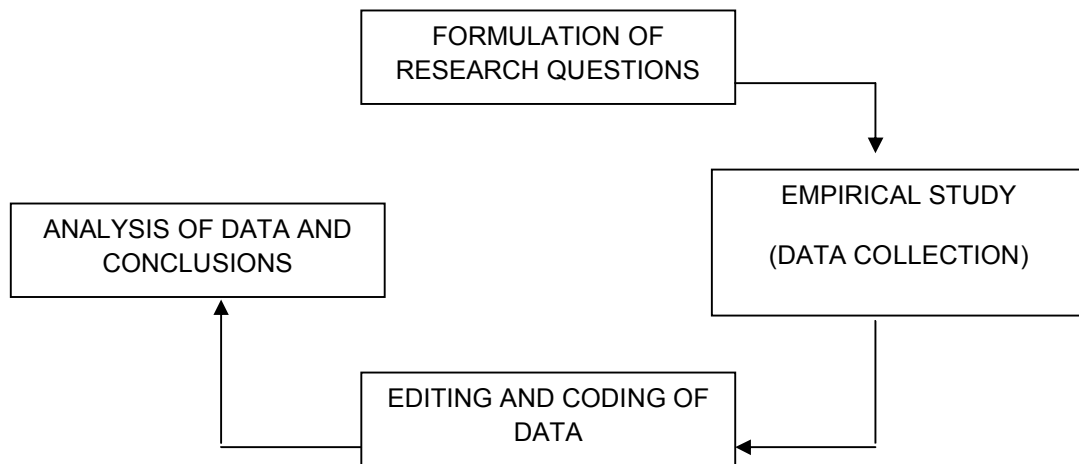 FORMULATION OF
RESEARCH QUESTIONS
EMPIRICAL STUDY
(DATA COLLECTION)
EDITING AND CODING OF
DATA
ANALYSIS OF DATA AND
CONCLUSIONS